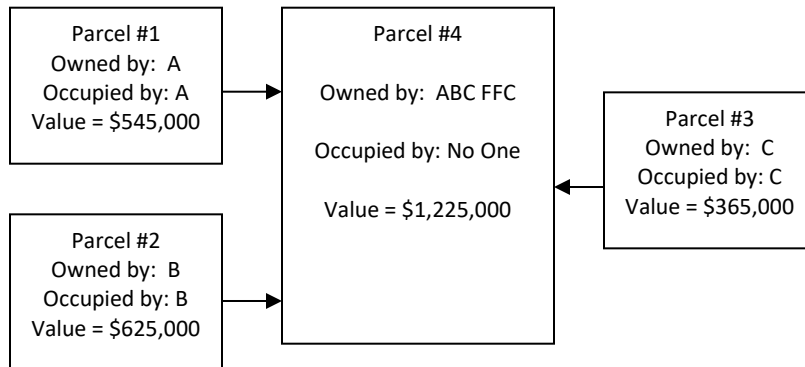 Parcel #1
Owned by: A
Occupied by: A
Value = $545,000
Parcel #2
Owned by: B
Occupied by: B
Value = $625,000
Parcel #4
Owned by: ABC FFC
Occupied by: No One
Value = $1,225,000
Parcel #3
Owned by: C
Occupied by: C
Value = $365,000